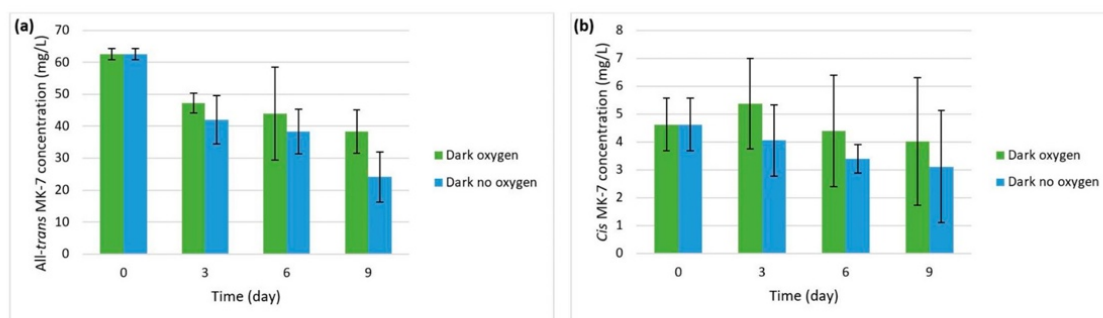 (a)
All-trans MK-7 concentration (mg/L)
70
60
50
40
30
20
10
0
0 3 6 9
Time (day)
Dark oxygen
Dark no oxygen
(b)
Cis MK-7 concentration (mg/L)
8
7
6
5
4
3
2
1
0
0 3 6 9
Time (day)
Dark oxygen
Dark no oxygen